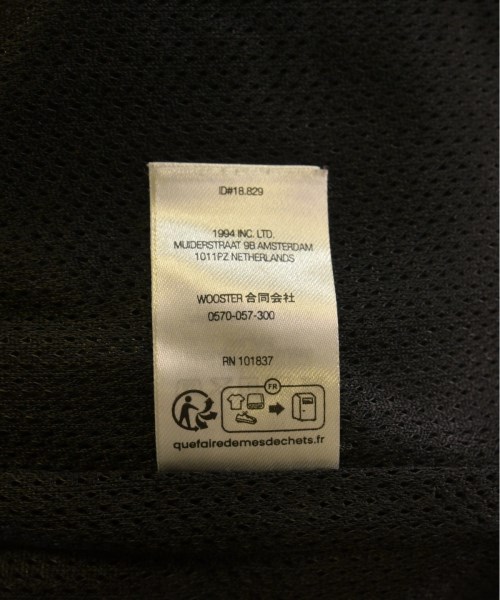 ID#18.829
1994 INC. LTD.
MUIDERSTRAAT 9B AMSTERDAM
1011PZ NETHERLANDS
WOOSTER 合同会社
0570-057-300
RN 101837
FR
quefairedemesdechets.fr